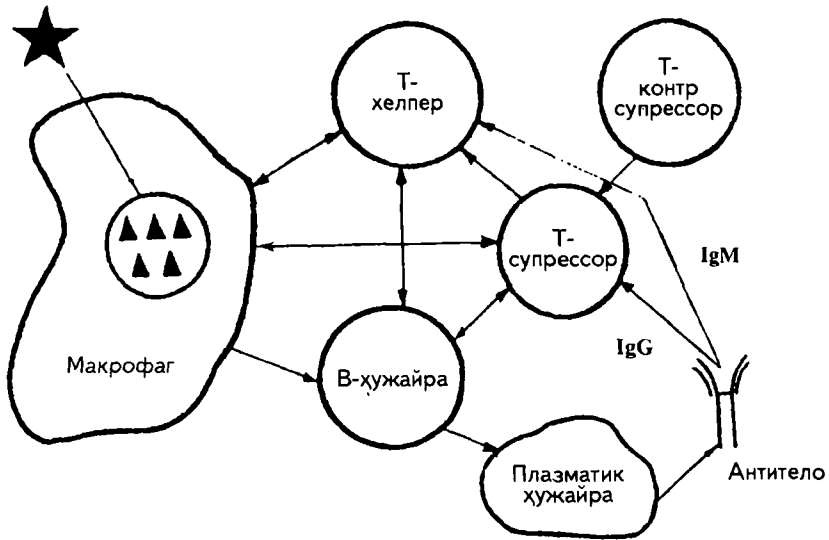 Т-
хелпер
Т-
контр
супрессор
Т-
супрессор
IgM
IgG
Макрофаг
В-ҳужайра
Плазматик
ҳужайра
Антитело